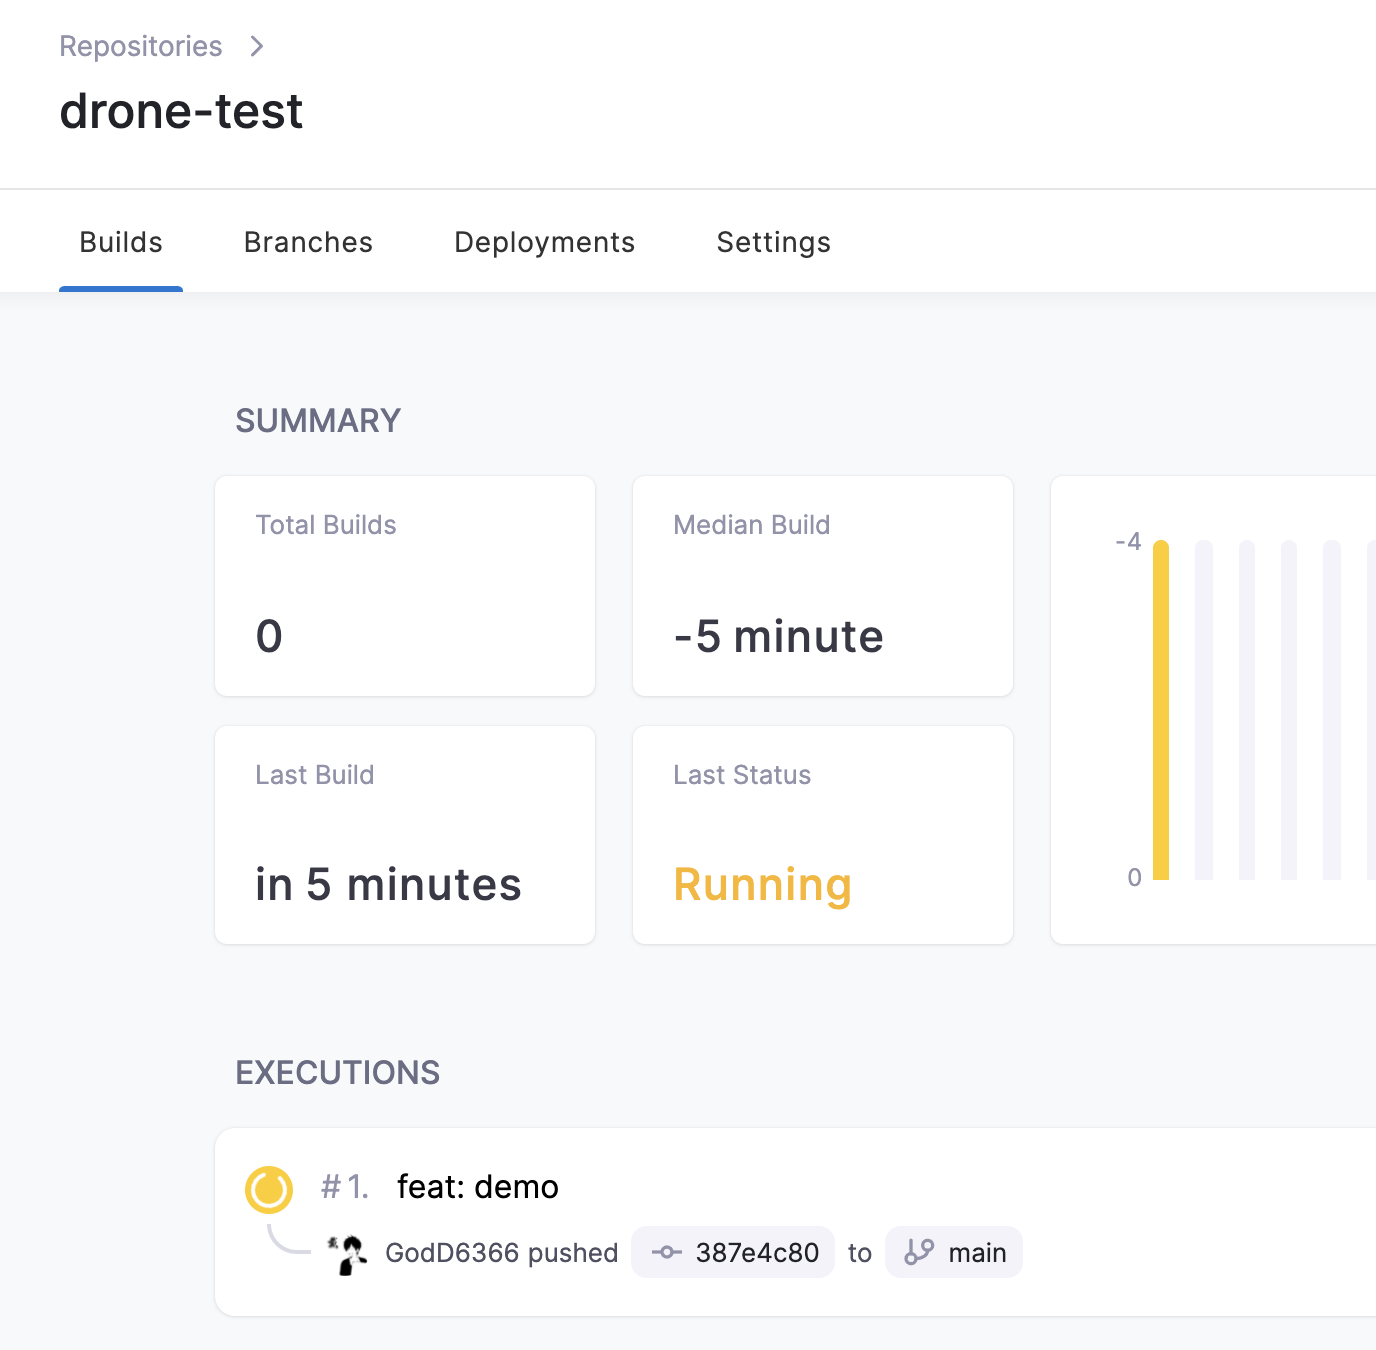 Repositories
drone-test
Builds Branches Deployments Settings
SUMMARY
Total Builds
0
Median Build
-5 minute
Last Build
in 5 minutes
Last Status
Running
-4
0
EXECUTIONS
# 1. feat: demo
GodD6366 pushed 387e4c80 to main